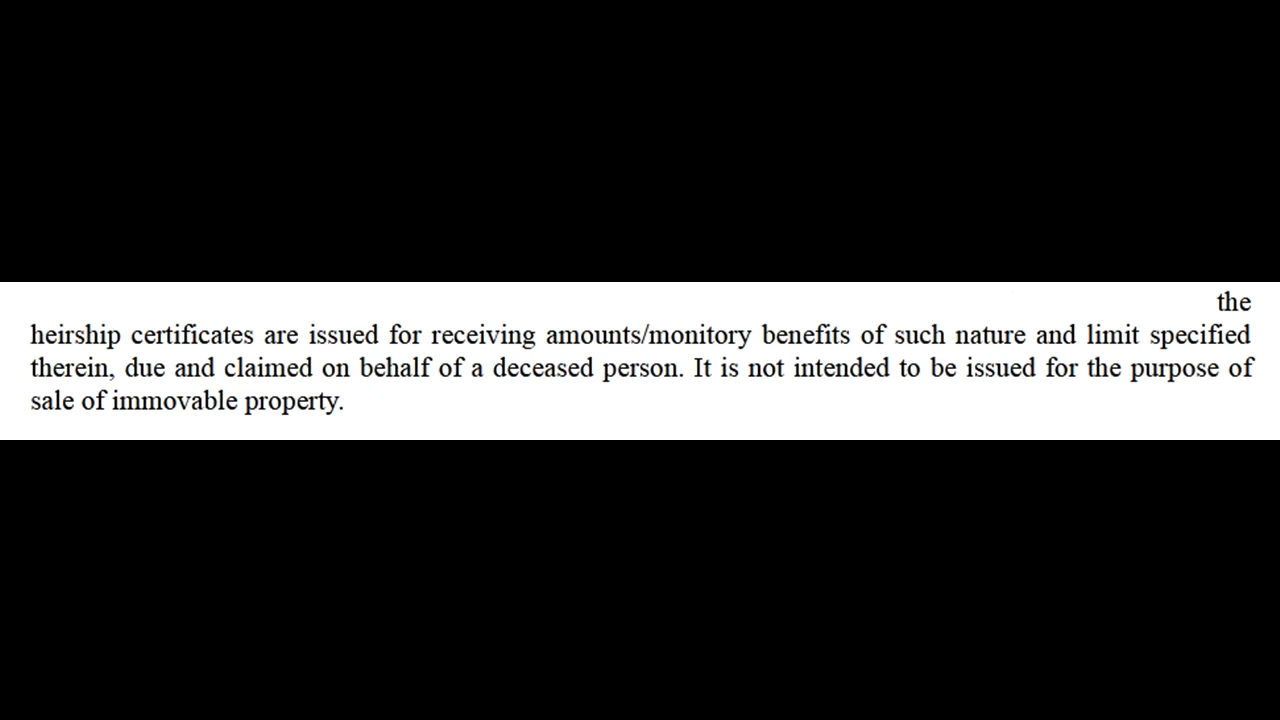 the
heirship certificates are issued for receiving amounts/monitory benefits of such nature and limit specified
therein, due and claimed on behalf of a deceased person. It is not intended to be issued for the purpose of
sale of immovable property.